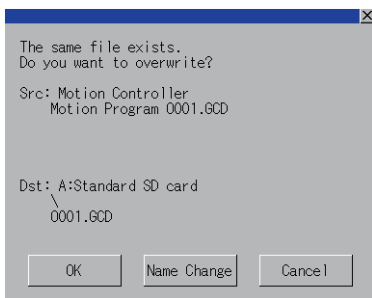 The same file exists.
Do you want to overwrite?
Src: Motion Controller
Motion Program 0001.GCD
Dst: A:Standard SD card
\
0001.GCD
OK
Name Change
Cancel